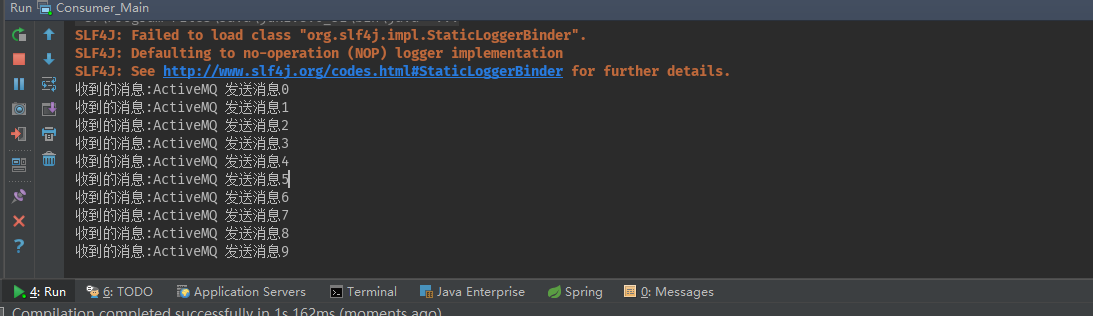 Run Consumer_Main
SLF4J: Failed to load class "org.slf4j.impl.StaticLoggerBinder".
SLF4J: Defaulting to no-operation (NOP) logger implementation
SLF4J: See http://www.slf4j.org/codes.html#StaticLoggerBinder for further details.
收到的消息:ActiveMQ 发送消息0
收到的消息:ActiveMQ 发送消息1
收到的消息:ActiveMQ 发送消息2
收到的消息:ActiveMQ 发送消息3
收到的消息:ActiveMQ 发送消息4
收到的消息:ActiveMQ 发送消息5
收到的消息:ActiveMQ 发送消息6
收到的消息:ActiveMQ 发送消息7
收到的消息:ActiveMQ 发送消息8
收到的消息:ActiveMQ 发送消息9
4: Run 6: TODO Application Servers Terminal Java Enterprise Spring 0: Messages
Compilation completed successfully in 1s 162ms (moments ago)